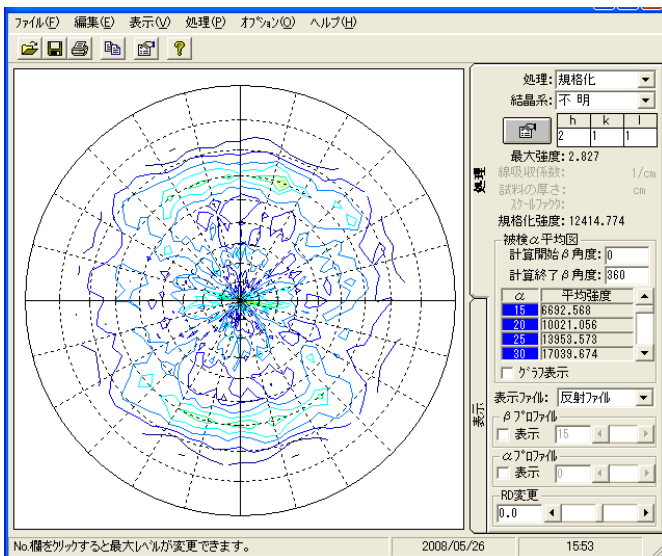 ファイル(F) 編集(E) 表示(V) 処理(P) オプション(O) ヘルプ(H)
処理: 規格化
結晶系: 不 明
h k l
2 1 1
最大強度: 2.827
線吸収係数: 1/cm
試料の厚さ: cm
スケールファクタ:
規格化強度: 12414.774
被検α平均図
計算開始β角度: 0
計算終了β角度: 360
α 平均強度
15 6692.568
20 10021.056
25 13953.573
30 17039.674
グラフ表示
表示ファイル: 反射ファイル
βプロファイル
表示 15
αプロファイル
表示 0
RD変更
0.0
処理
表示
No.欄をクリックすると最大レベルが変更できます。 2008/05/26 15:53